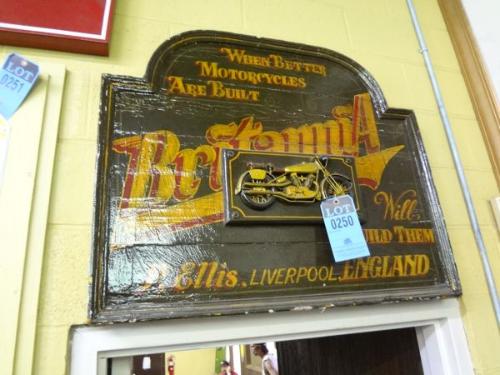 When Better
Motorcycles
Are Built
Britannia
Will
Build Them
Ellis, Liverpool, England
LOT
0250
LOT
0251